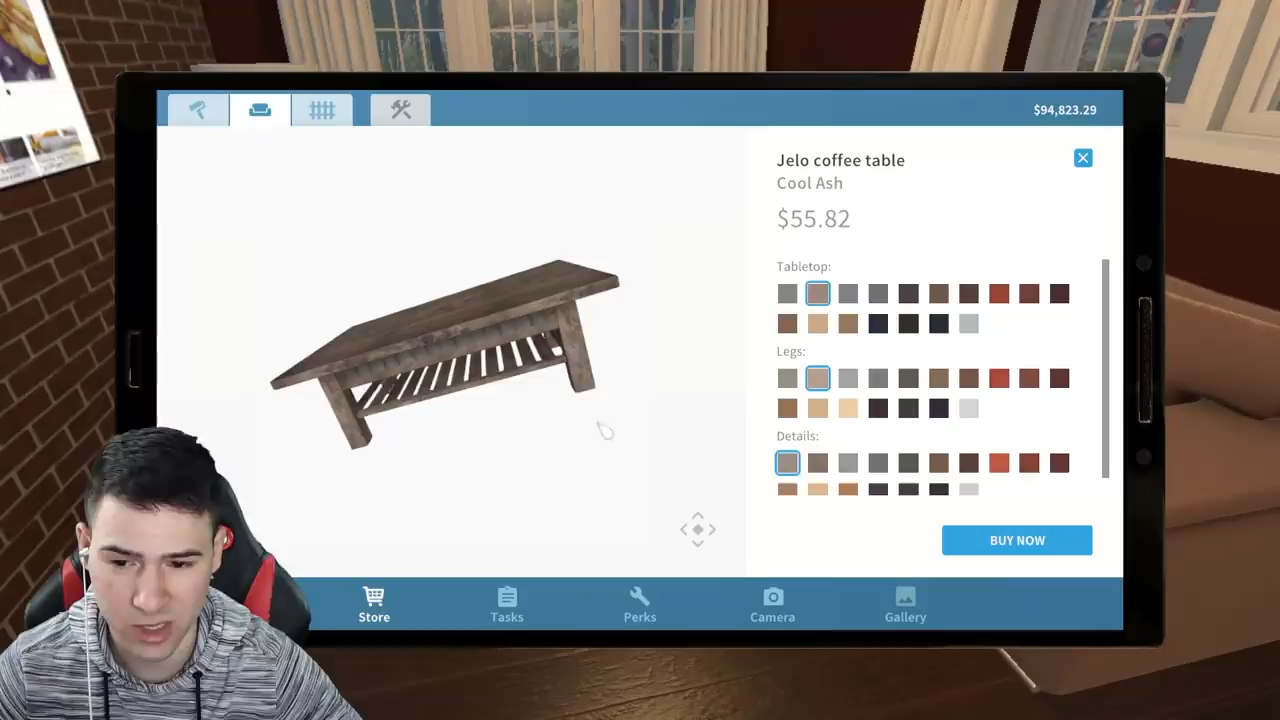 $94,823.29
Jelo coffee table
Cool Ash
$55.82
Tabletop:
Legs:
Details:
BUY NOW
Store
Tasks
Perks
Camera
Gallery